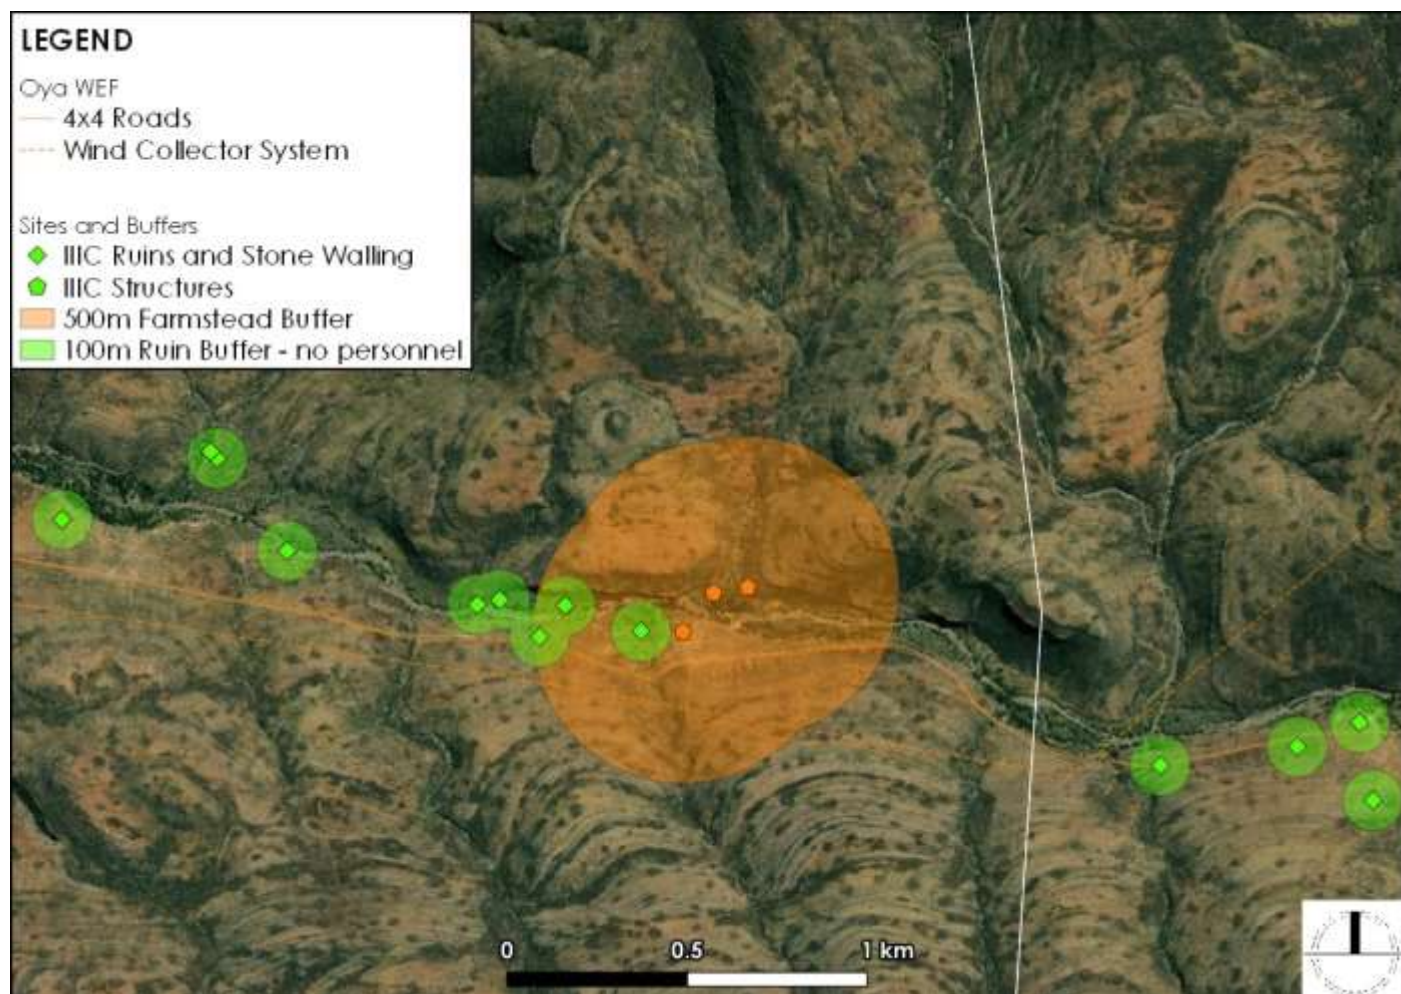 LEGEND
Oya WEF
4x4 Roads
Wind Collector System
Sites and Buffers
IIIC Ruins and Stone Walling
IIIC Structures
500m Farmstead Buffer
100m Ruin Buffer - no personnel
0 0.5 1 km